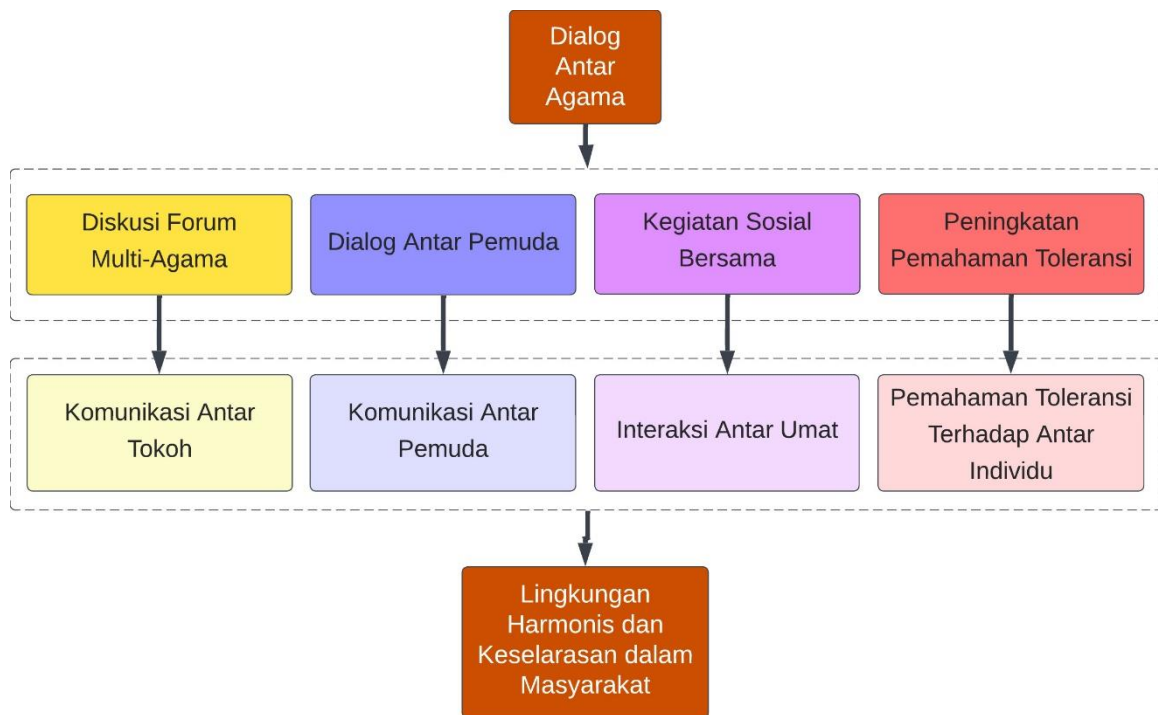 Dialog
Antar
Agama
Diskusi Forum
Multi-Agama
Dialog Antar Pemuda
Kegiatan Sosial
Bersama
Peningkatan
Pemahaman Toleransi
Komunikasi Antar
Tokoh
Komunikasi Antar
Pemuda
Interaksi Antar Umat
Pemahaman Toleransi
Terhadap Antar
Individu
Lingkungan
Harmonis dan
Keselarasan dalam
Masyarakat